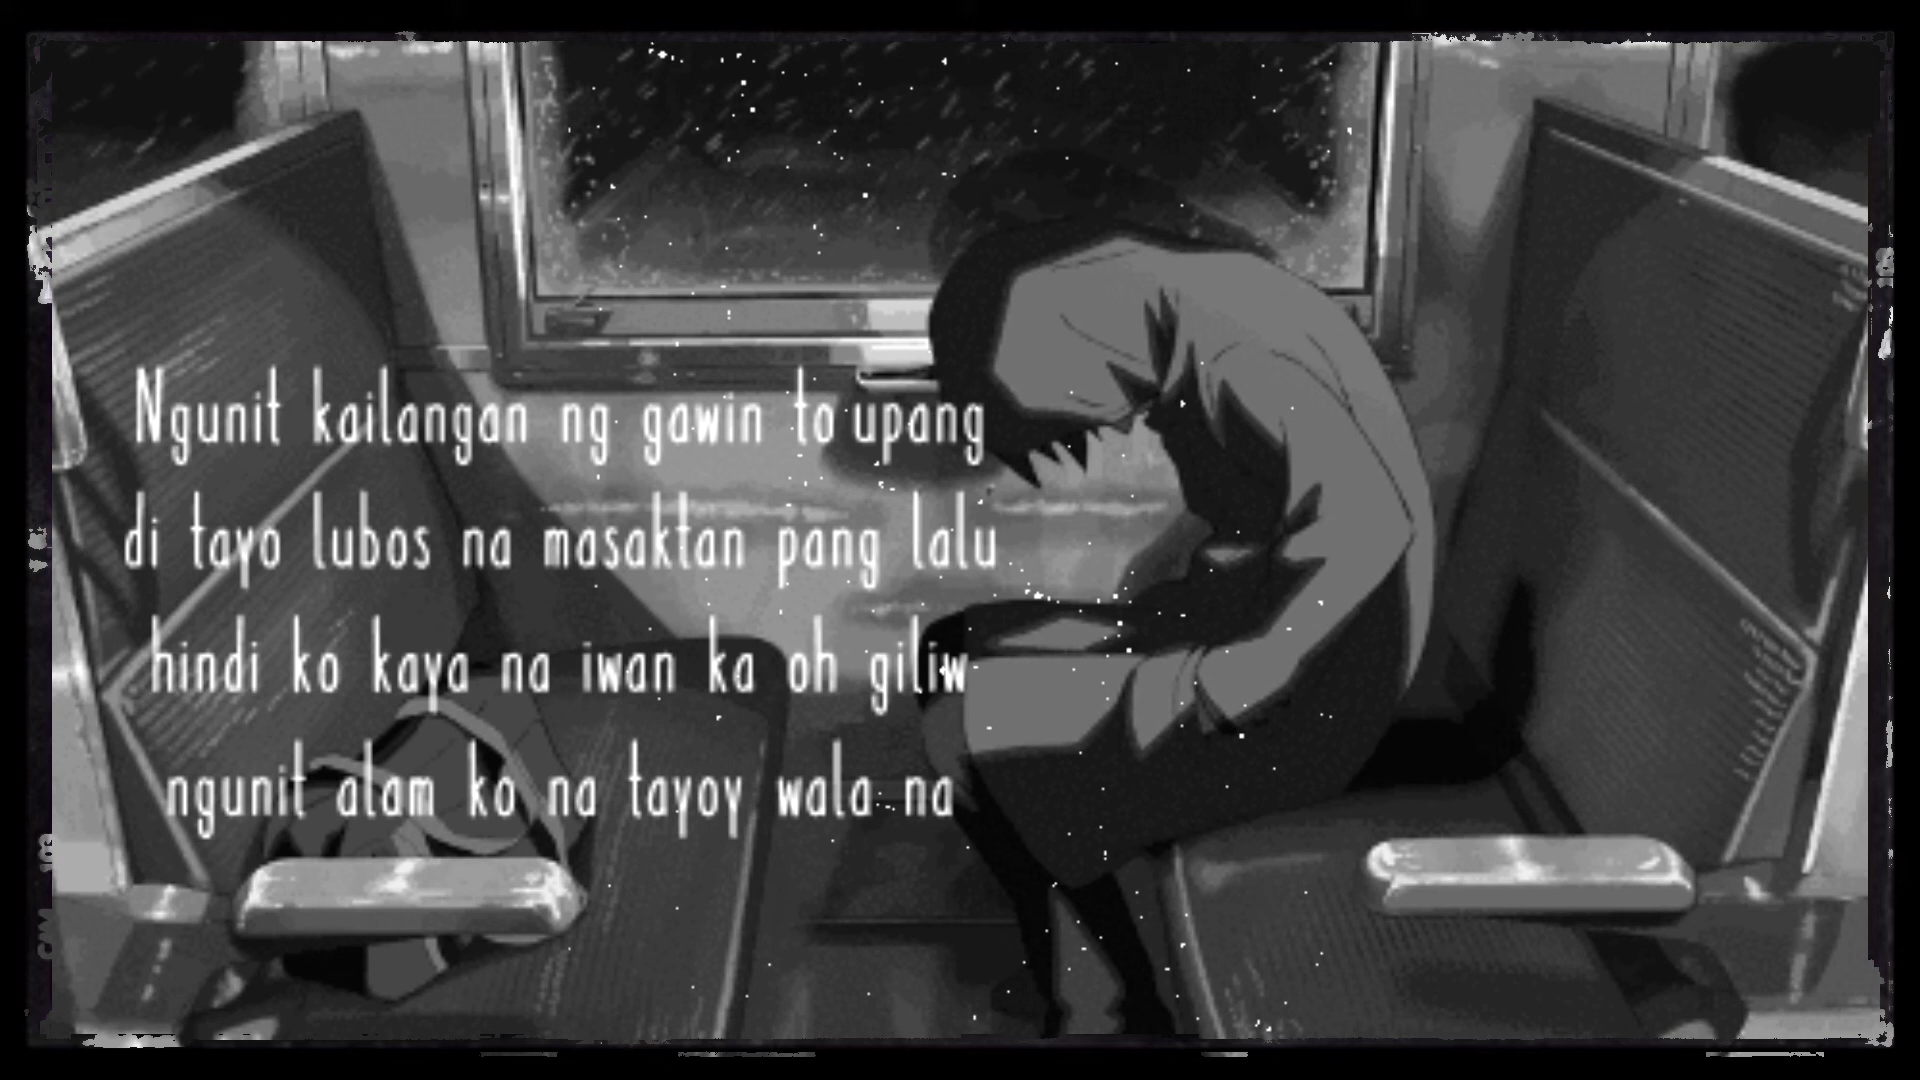 Ngunit kailangan ng gawin to upang
di tayo lubos na masaktan pang lalu
hindi ko kaya na iwan ka oh giliw
ngunit alam ko na tayoy wala na